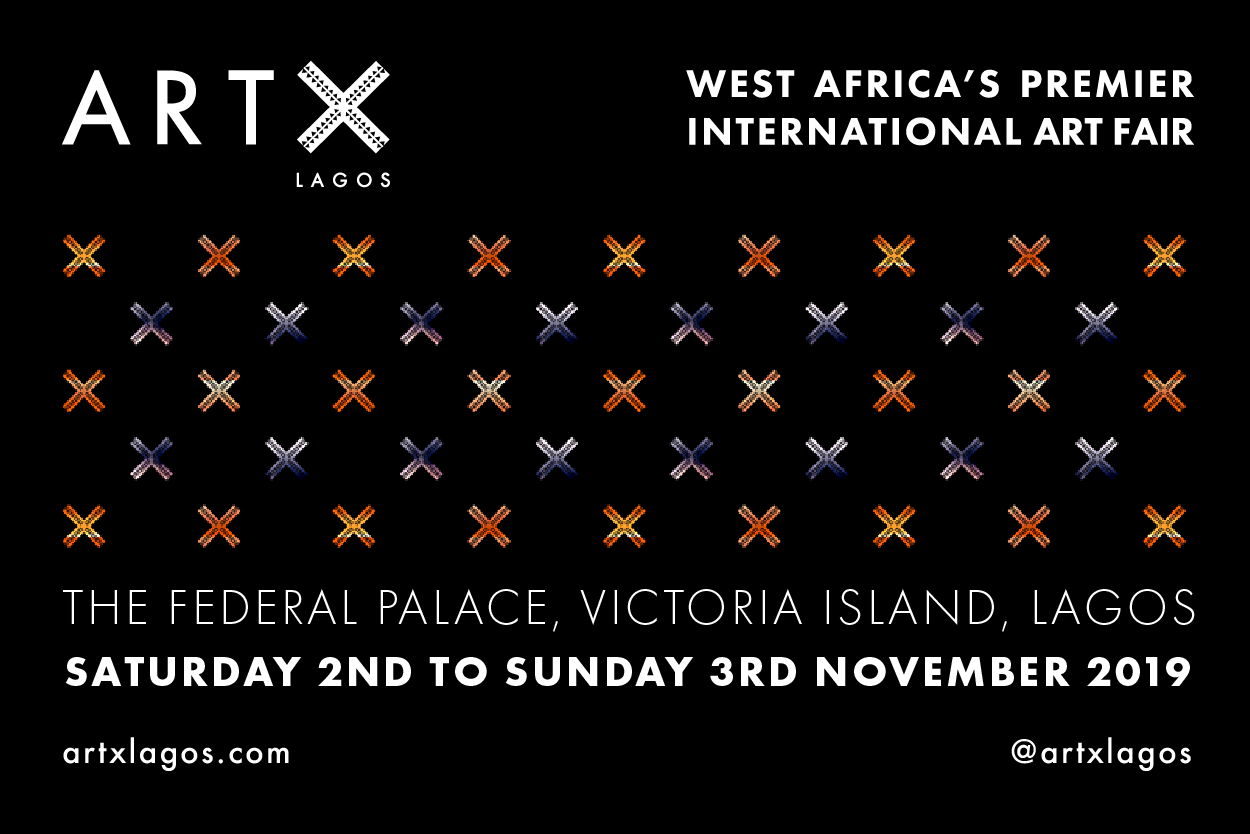 ARTX
LAGOS
WEST AFRICA’S PREMIER
INTERNATIONAL ART FAIR
THE FEDERAL PALACE, VICTORIA ISLAND, LAGOS
SATURDAY 2ND TO SUNDAY 3RD NOVEMBER 2019
artxlagos.com
@artxlagos